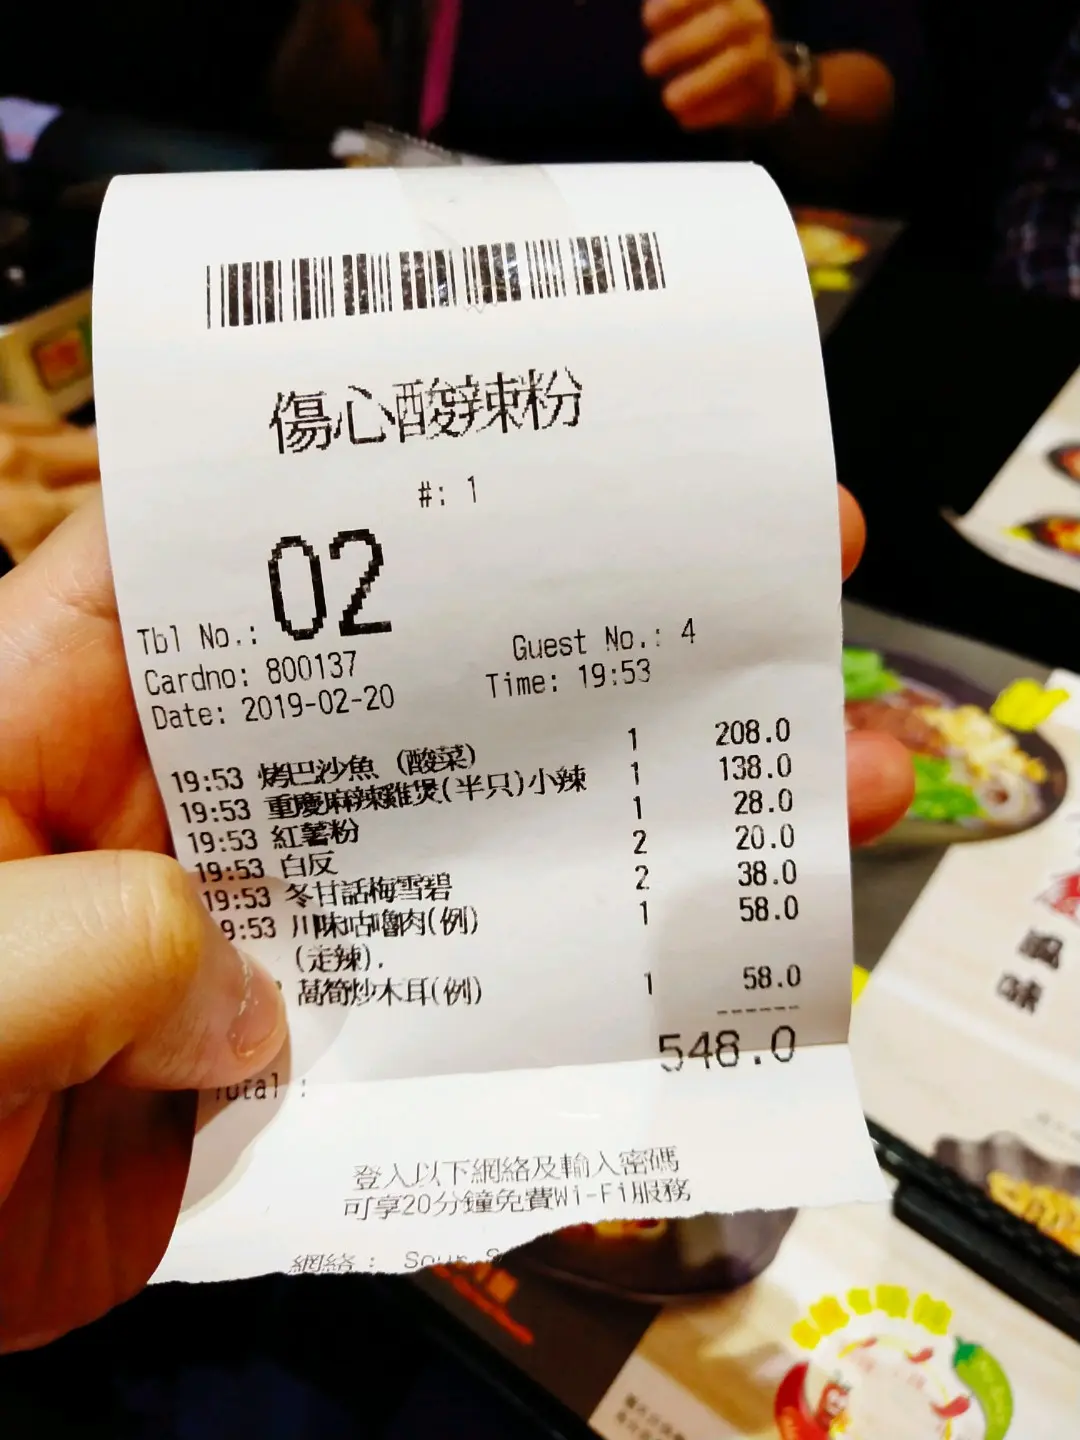 傷心酸辣粉
#: 1
Tbl No.: 02
Guest No.: 4
Cardno: 800137
Time: 19:53
Date: 2019-02-20
19:53 烤巴沙魚 (酸菜) 1 208.0
19:53 重慶麻辣雞煲(半只)小辣 1 138.0
19:53 紅薯粉 1 28.0
19:53 白反 2 20.0
19:53 冬甘話梅雪碧 2 38.0
9:53 川味咕嚕肉(例) 1 58.0
(走辣).
萵筍炒木耳(例) 1 58.0
------
548.0
Total :
登入以下網絡及輸入密碼
可享20分鐘免費Wi-Fi服務
網絡 : Sour
風味